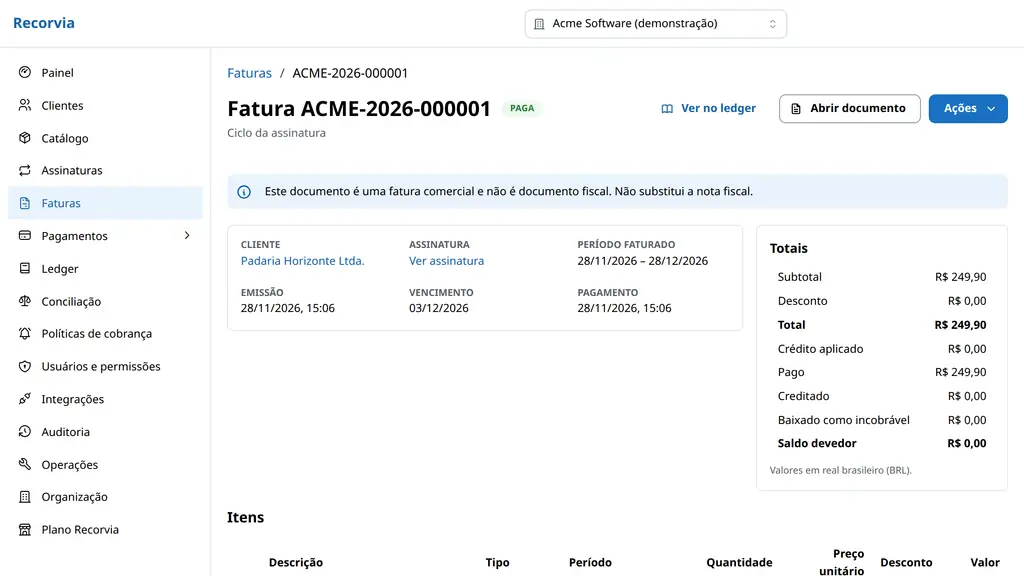 Recorvia
Acme Software (demonstração)
Painel
Clientes
Catálogo
Assinaturas
Faturas
Pagamentos
Ledger
Conciliação
Políticas de cobrança
Usuários e permissões
Integrações
Auditoria
Operações
Organização
Plano Recorvia
Faturas / ACME-2026-000001
Fatura ACME-2026-000001 PAGA
Ver no ledger
Abrir documento
Ações
Ciclo da assinatura
Este documento é uma fatura comercial e não é documento fiscal. Não substitui a nota fiscal.
CLIENTE
Padaria Horizonte Ltda.
ASSINATURA
Ver assinatura
PERÍODO FATURADO
28/11/2026 – 28/12/2026
EMISSÃO
28/11/2026, 15:06
VENCIMENTO
03/12/2026
PAGAMENTO
28/11/2026, 15:06
Totais
Subtotal R$ 249,90
Desconto R$ 0,00
Total R$ 249,90
Crédito aplicado R$ 0,00
Pago R$ 249,90
Creditado R$ 0,00
Baixado como incobrável R$ 0,00
Saldo devedor R$ 0,00
Valores em real brasileiro (BRL).
Itens
Descrição Tipo Período Quantidade Preço unitário Desconto Valor